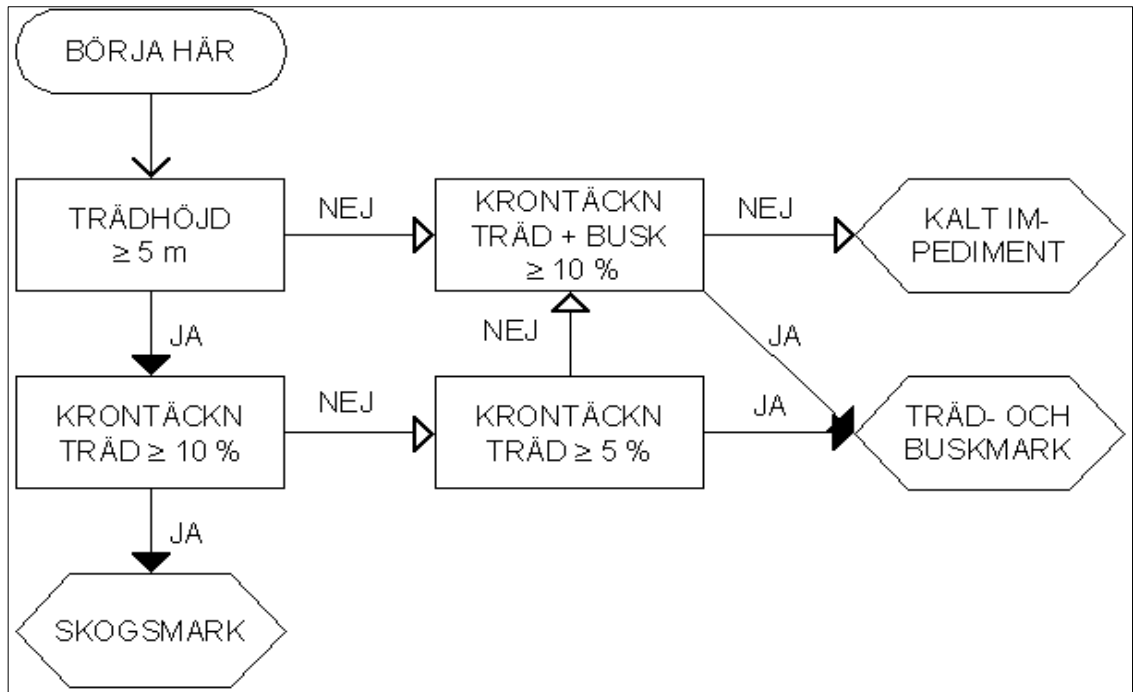 BÖRJA HÄR
TRÄDHÖJD
≥ 5 m
NEJ
KRONTÄCKN
TRÄD + BUSK
≥ 10 %
NEJ
KALT IM-
PEDIMENT
JA
NEJ
JA
KRONTÄCKN
TRÄD ≥ 10 %
NEJ
KRONTÄCKN
TRÄD ≥ 5 %
JA
TRÄD- OCH
BUSKMARK
JA
SKOGSMARK